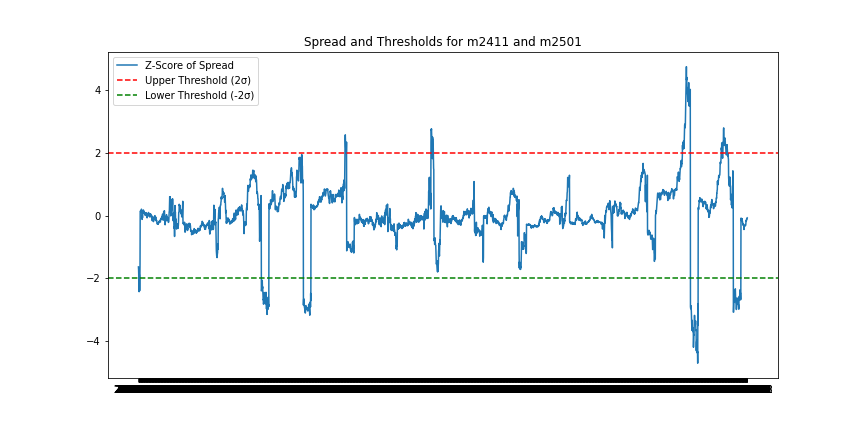 Spread and Thresholds for m2411 and m2501
Z-Score of Spread
Upper Threshold (2σ)
Lower Threshold (-2σ)
4
2
0
−2
−4